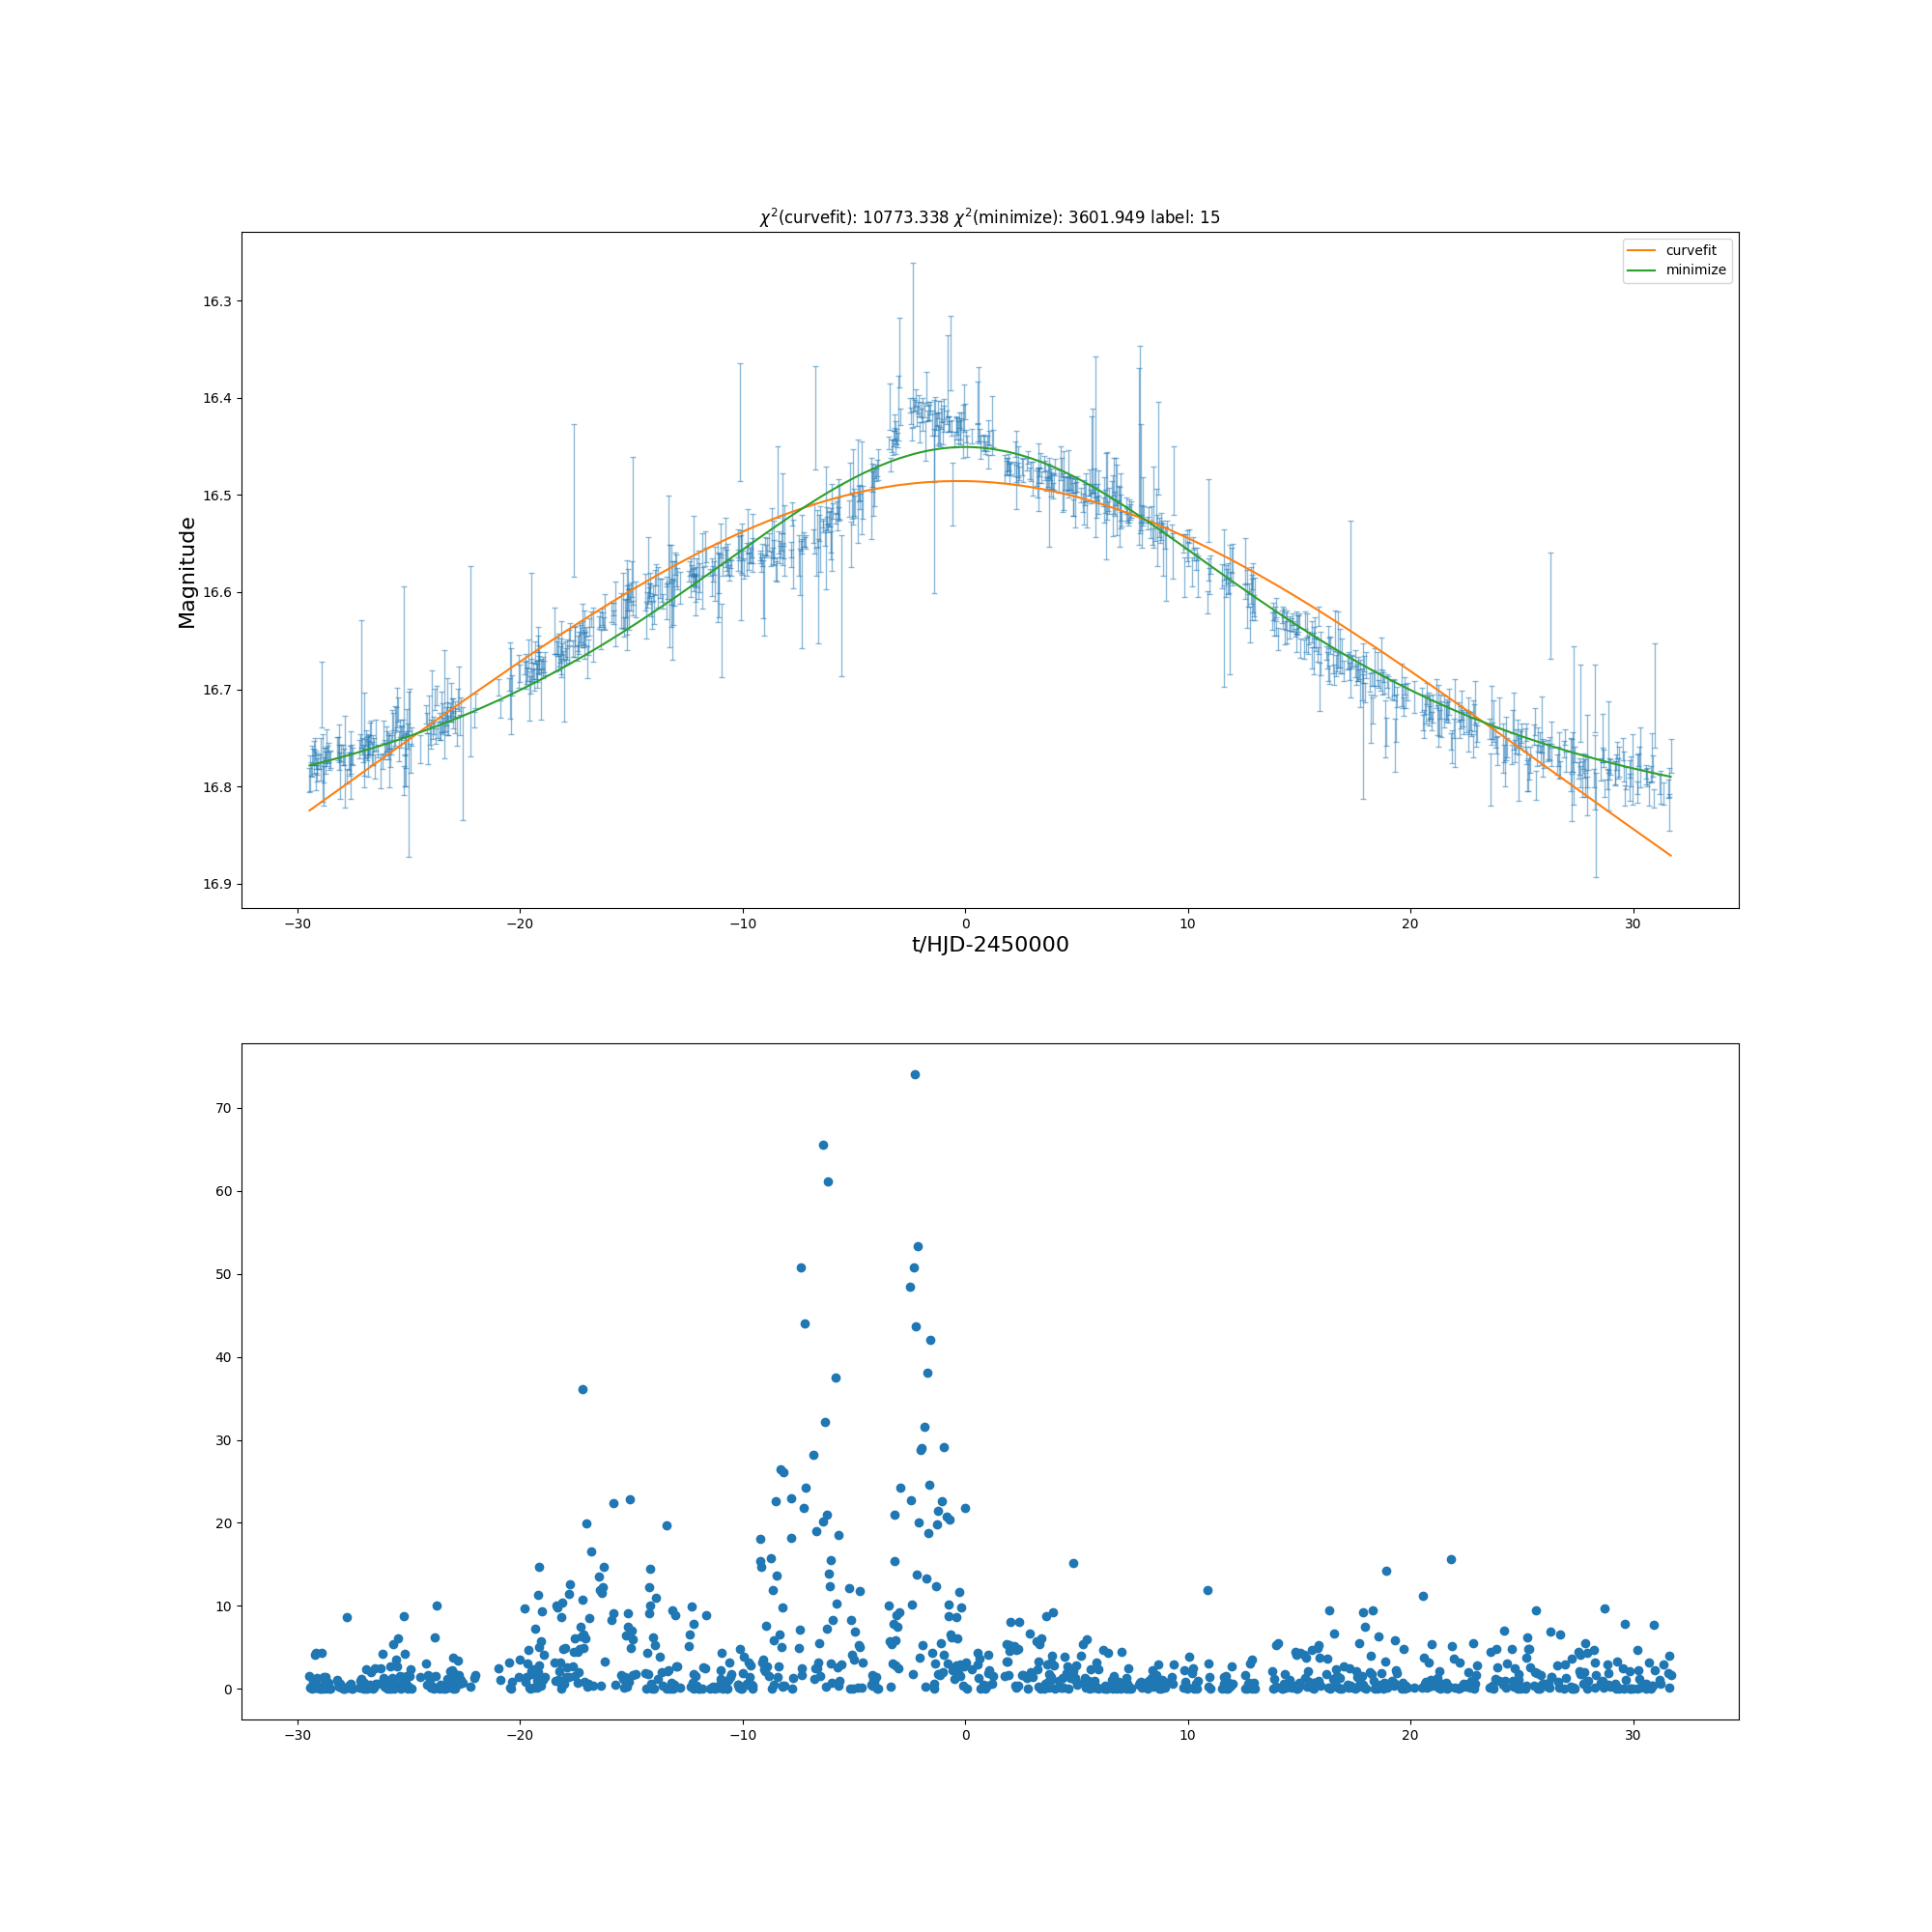 χ²(curvefit): 10773.338 χ²(minimize): 3601.949 label: 15
curvefit
minimize
16.3
16.4
16.5
16.6
16.7
16.8
16.9
Magnitude
−30 −20 −10 0 10 20 30
t/HJD-2450000
70
60
50
40
30
20
10
0
−30 −20 −10 0 10 20 30